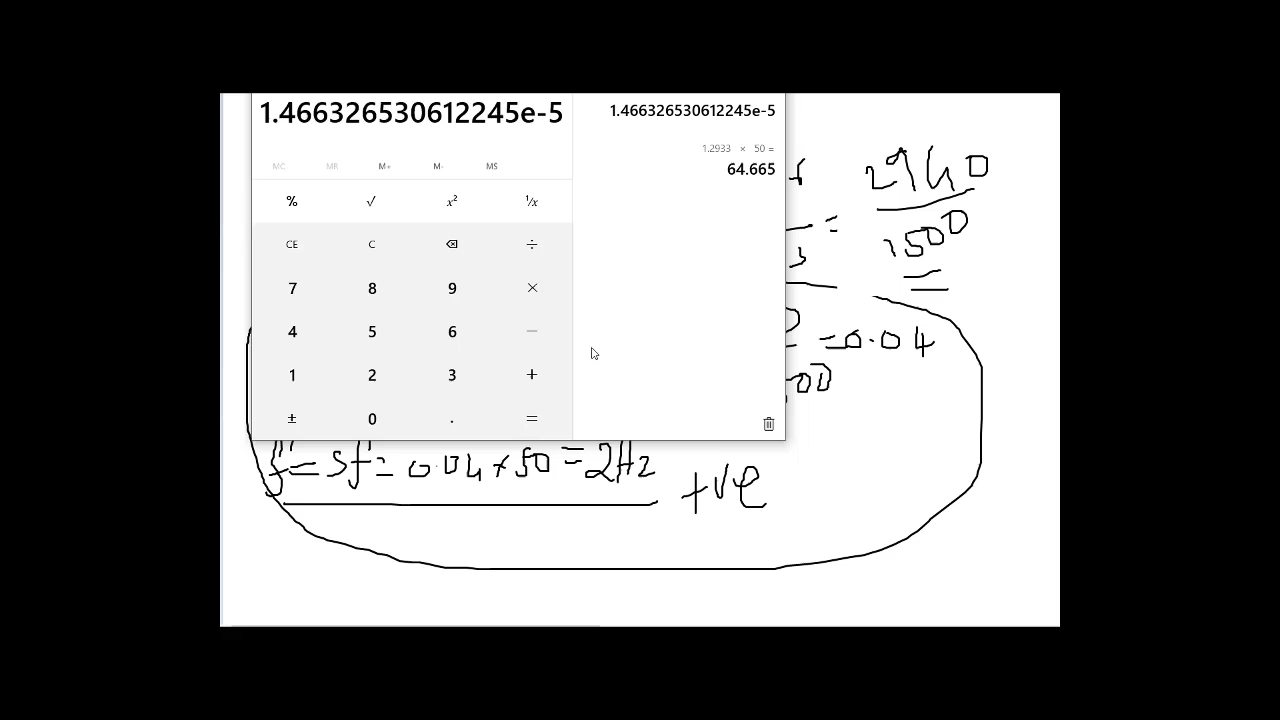 1.466326530612245e-5 1.466326530612245e-5
1.2933 × 50 =
MC MR M+ M- MS 64.665
% √ x² ¹/x
CE C ⌫ ÷
7 8 9 ×
4 5 6 −
1 2 3 +
± 0 . =
= 2940
1500
= 0.04
f" = sf = 0.04 × 50 = 2Hz +ve